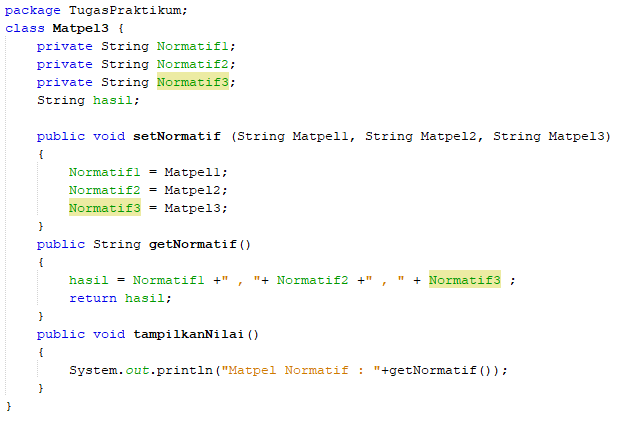 package TugasPraktikum;
class Matpel3 {
    private String Normatif1;
    private String Normatif2;
    private String Normatif3;
    String hasil;

    public void setNormatif (String Matpel1, String Matpel2, String Matpel3)
    {
        Normatif1 = Matpel1;
        Normatif2 = Matpel2;
        Normatif3 = Matpel3;
    }
    public String getNormatif()
    {
        hasil = Normatif1 +" , "+ Normatif2 +" , " + Normatif3 ;
        return hasil;
    }
    public void tampilkanNilai()
    {
        System.out.println("Matpel Normatif : "+getNormatif());
    }
}